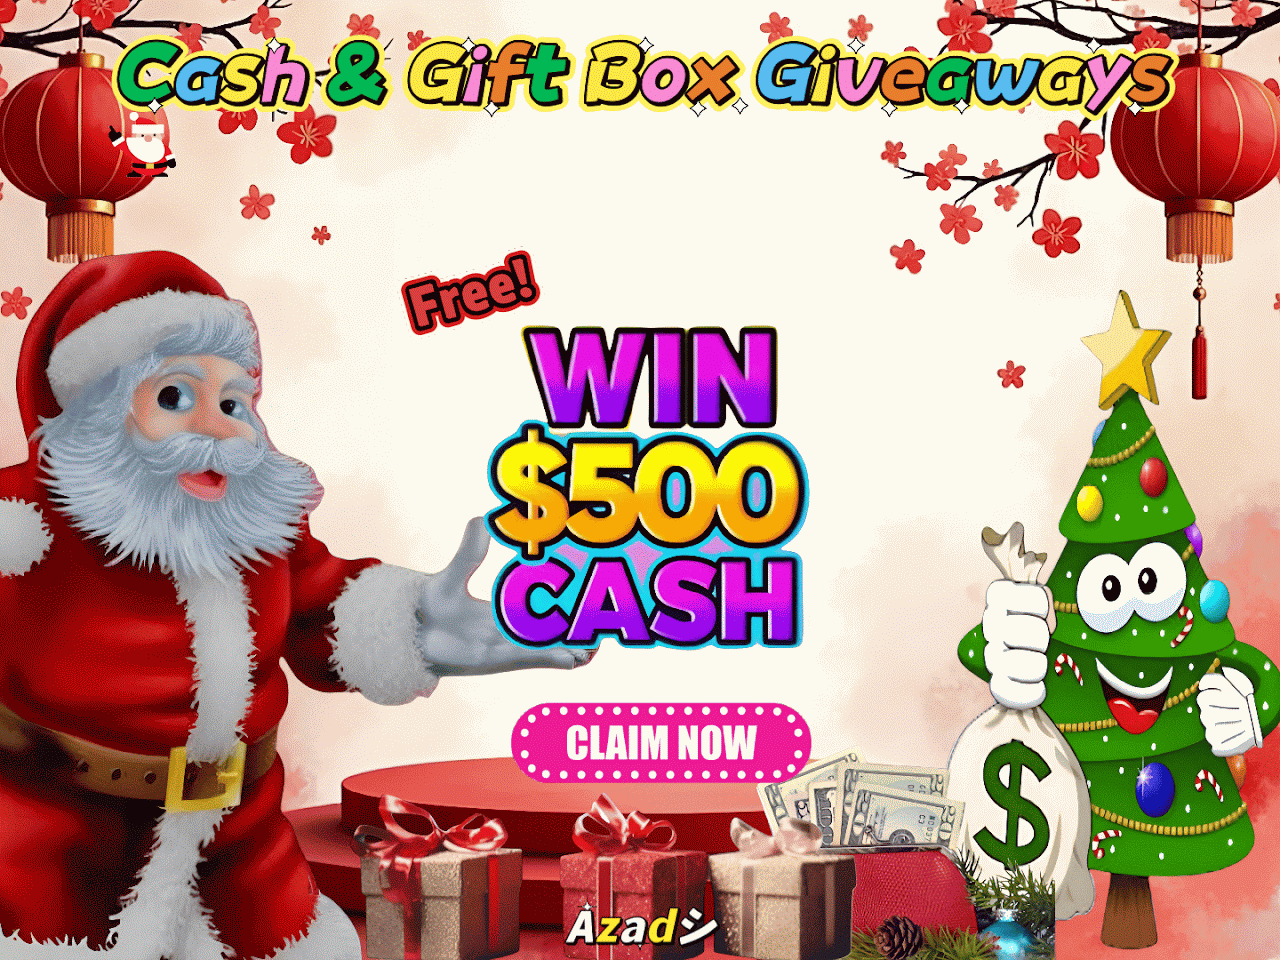 Cash & Gift Box Giveaways
Free!
WIN
$500
CASH
CLAIM NOW
$
Azadシ